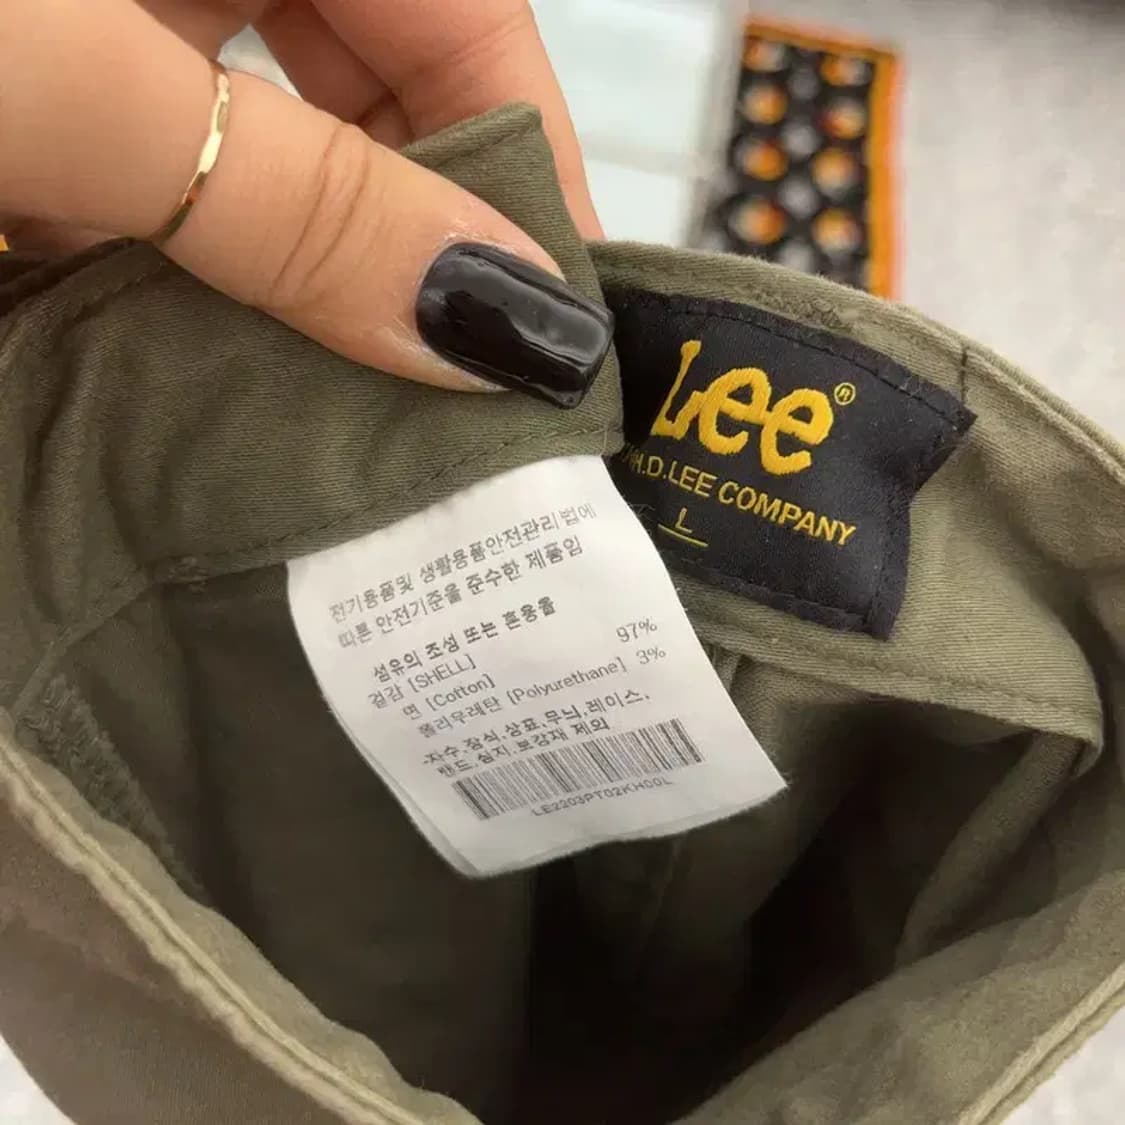 Lee®
H.D.LEE COMPANY
L
전기용품및 생활용품안전관리법에
따른 안전기준을 준수한 제품임
섬유의 조성 또는 혼용율
겉감 [SHELL]
면 [Cotton] 97%
폴리우레탄 [Polyurethane] 3%
-자수,장식,상표,무늬,레이스,
밴드,심지,보강재 제외
LE2203PT02KH00L